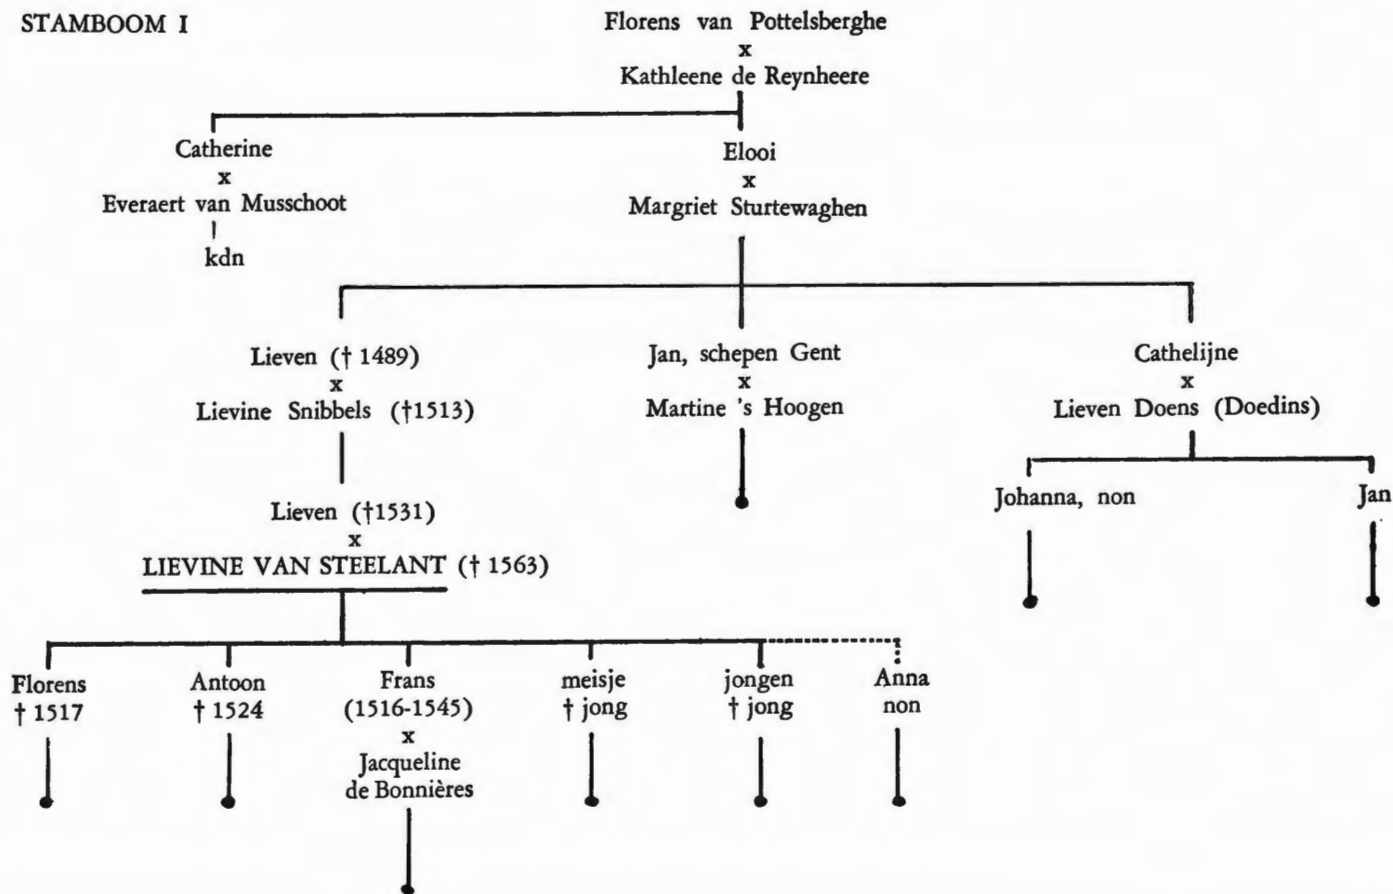 STAMBOOM I
Florens van Pottelsberghe
x
Kathleene de Reynheere
Catherine
x
Everaert van Musschoot
kdn
Elooi
x
Margriet Sturtewaghen
Lieven († 1489)
x
Lievine Snibbels (†1513)
Jan, schepen Gent
x
Martine 's Hoogen
Cathelijne
x
Lieven Doens (Doedins)
Johanna, non
Jan
Lieven (†1531)
x
LIEVINE VAN STEELANT († 1563)
Florens
† 1517
Antoon
† 1524
Frans
(1516-1545)
x
Jacqueline
de Bonnières
meisje
† jong
jongen
† jong
Anna
non